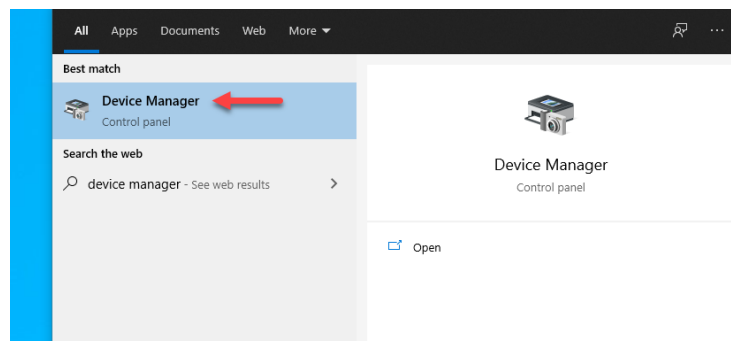 All Apps Documents Web More
Best match
Device Manager
Control panel
Search the web
device manager - See web results
Device Manager
Control panel
Open